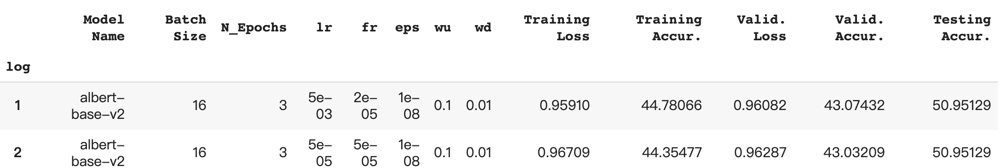 Model Name Batch Size N_Epochs lr fr eps wu wd Training Loss Training Accur. Valid. Loss Valid. Accur. Testing Accur.
log
1 albert-base-v2 16 3 5e-03 2e-05 1e-08 0.1 0.01 0.95910 44.78066 0.96082 43.07432 50.95129
2 albert-base-v2 16 3 5e-05 5e-05 1e-08 0.1 0.01 0.96709 44.35477 0.96287 43.03209 50.95129